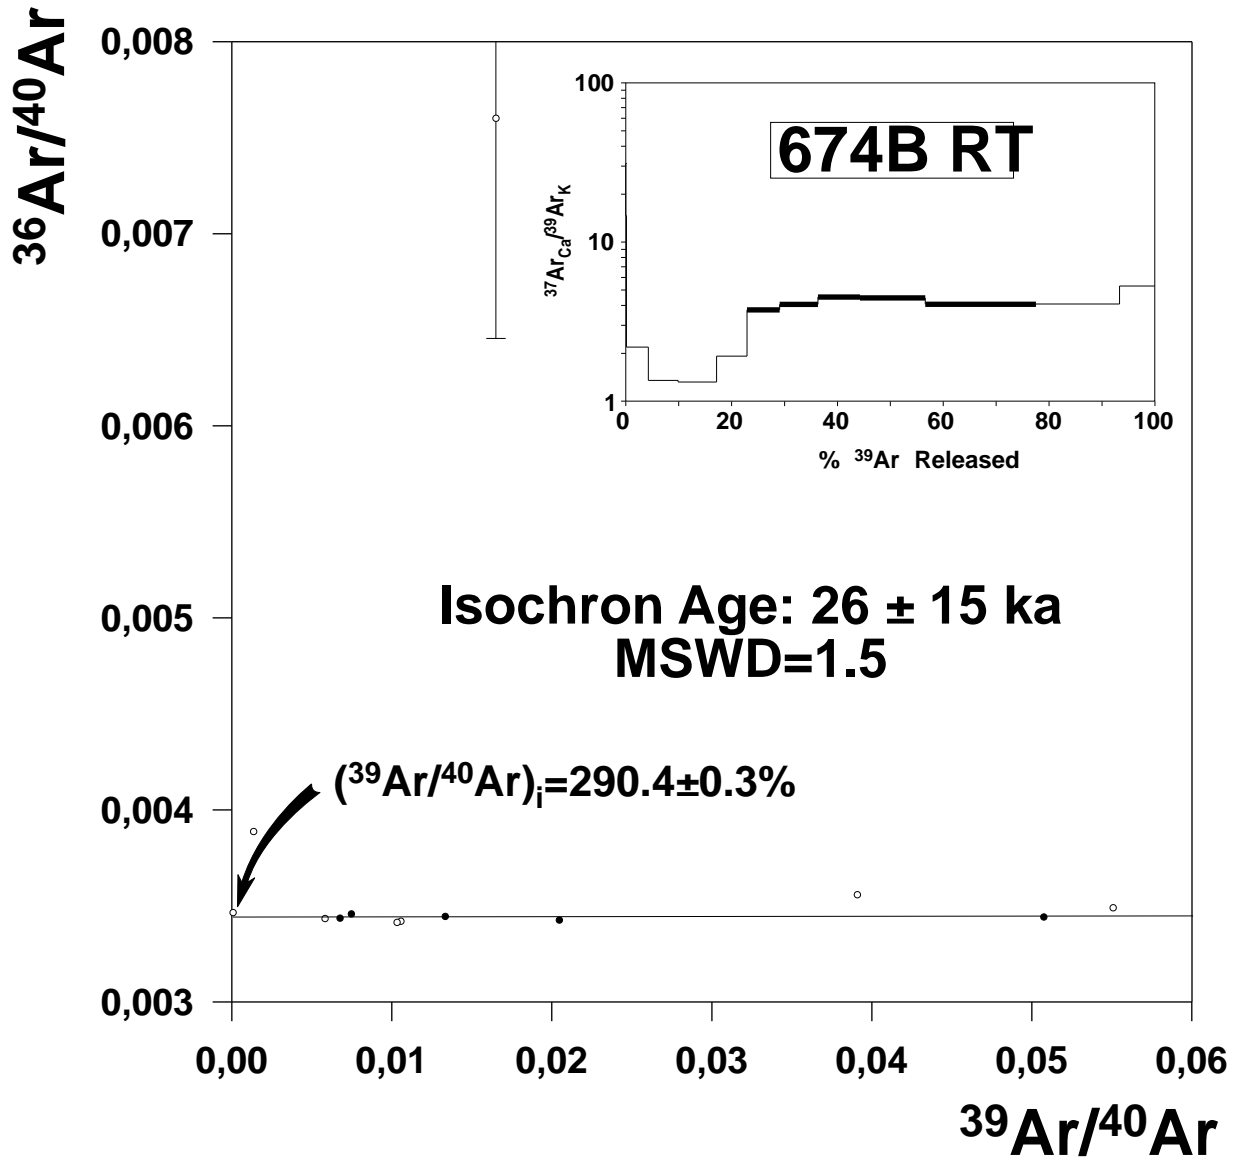 ³⁶Ar/⁴⁰Ar
0,008
0,007
0,006
0,005
0,004
0,003
0,00 0,01 0,02 0,03 0,04 0,05 0,06
³⁹Ar/⁴⁰Ar
674B RT
³⁷Ar_Ca/³⁹Ar_K
100
10
1
0 20 40 60 80 100
% ³⁹Ar Released
Isochron Age: 26 ± 15 ka
MSWD=1.5
(³⁹Ar/⁴⁰Ar)ᵢ=290.4±0.3%